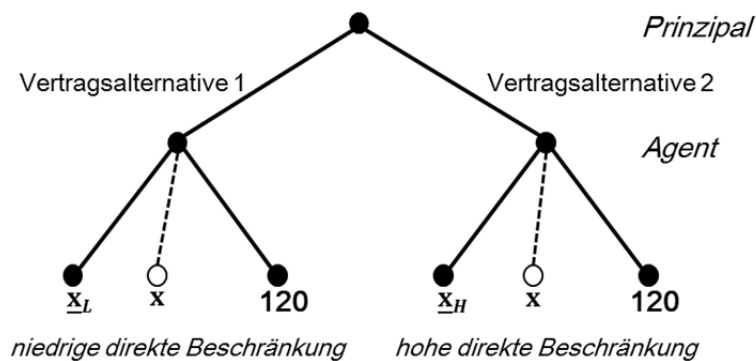 Prinzipal
Vertragsalternative 1
Vertragsalternative 2
Agent
x_L x 120
x_H x 120
niedrige direkte Beschränkung
hohe direkte Beschränkung